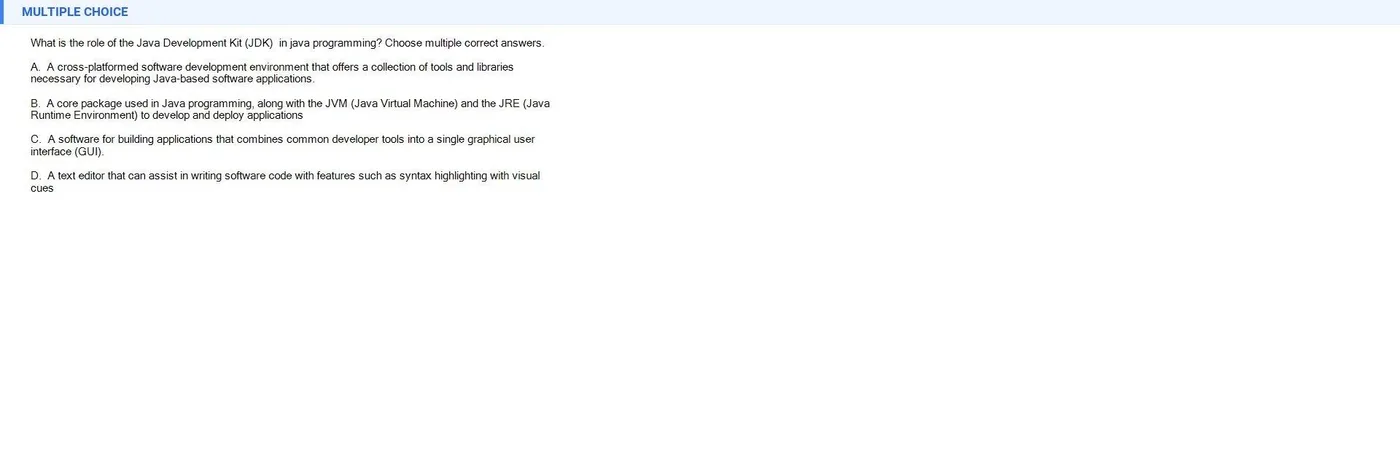 MULTIPLE CHOICE
What is the role of the Java Development Kit (JDK)  in java programming? Choose multiple correct answers.
A.  A cross-platformed software development environment that offers a collection of tools and libraries
necessary for developing Java-based software applications.
B.  A core package used in Java programming, along with the JVM (Java Virtual Machine) and the JRE (Java
Runtime Environment) to develop and deploy applications
C.  A software for building applications that combines common developer tools into a single graphical user
interface (GUI).
D.  A text editor that can assist in writing software code with features such as syntax highlighting with visual
cues